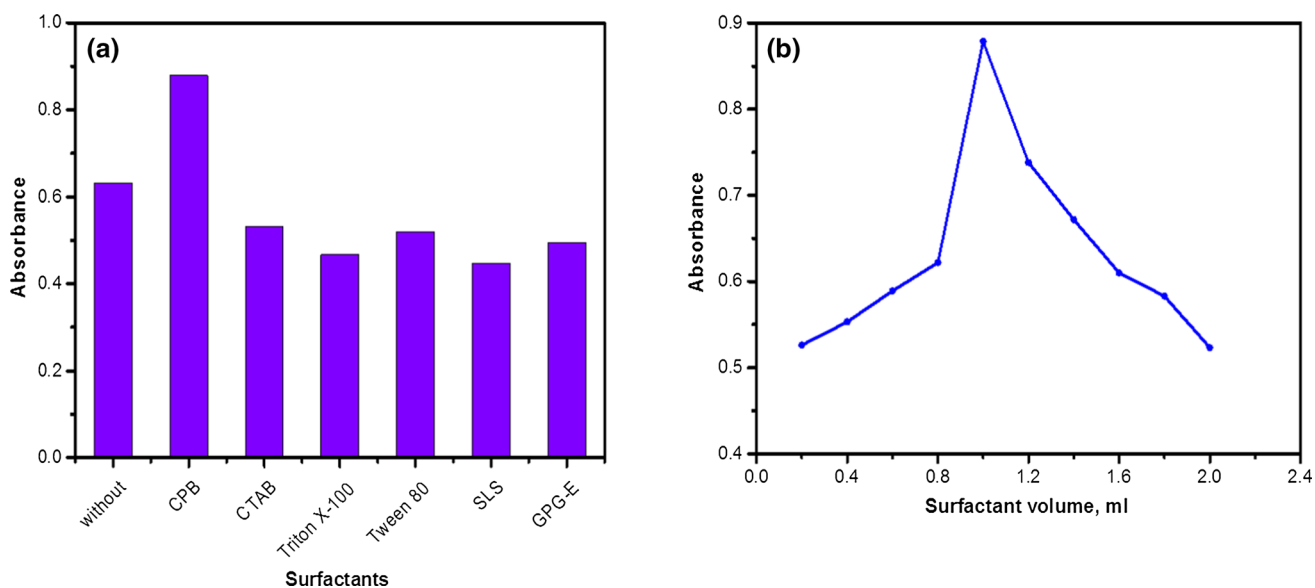 (a)
Absorbance
1.0
0.8
0.6
0.4
0.2
0.0
without
CPB
CTAB
Triton X-100
Tween 80
SLS
GPG-E
Surfactants
(b)
Absorbance
0.9
0.8
0.7
0.6
0.5
0.4
0.0 0.4 0.8 1.2 1.6 2.0 2.4
Surfactant volume, ml